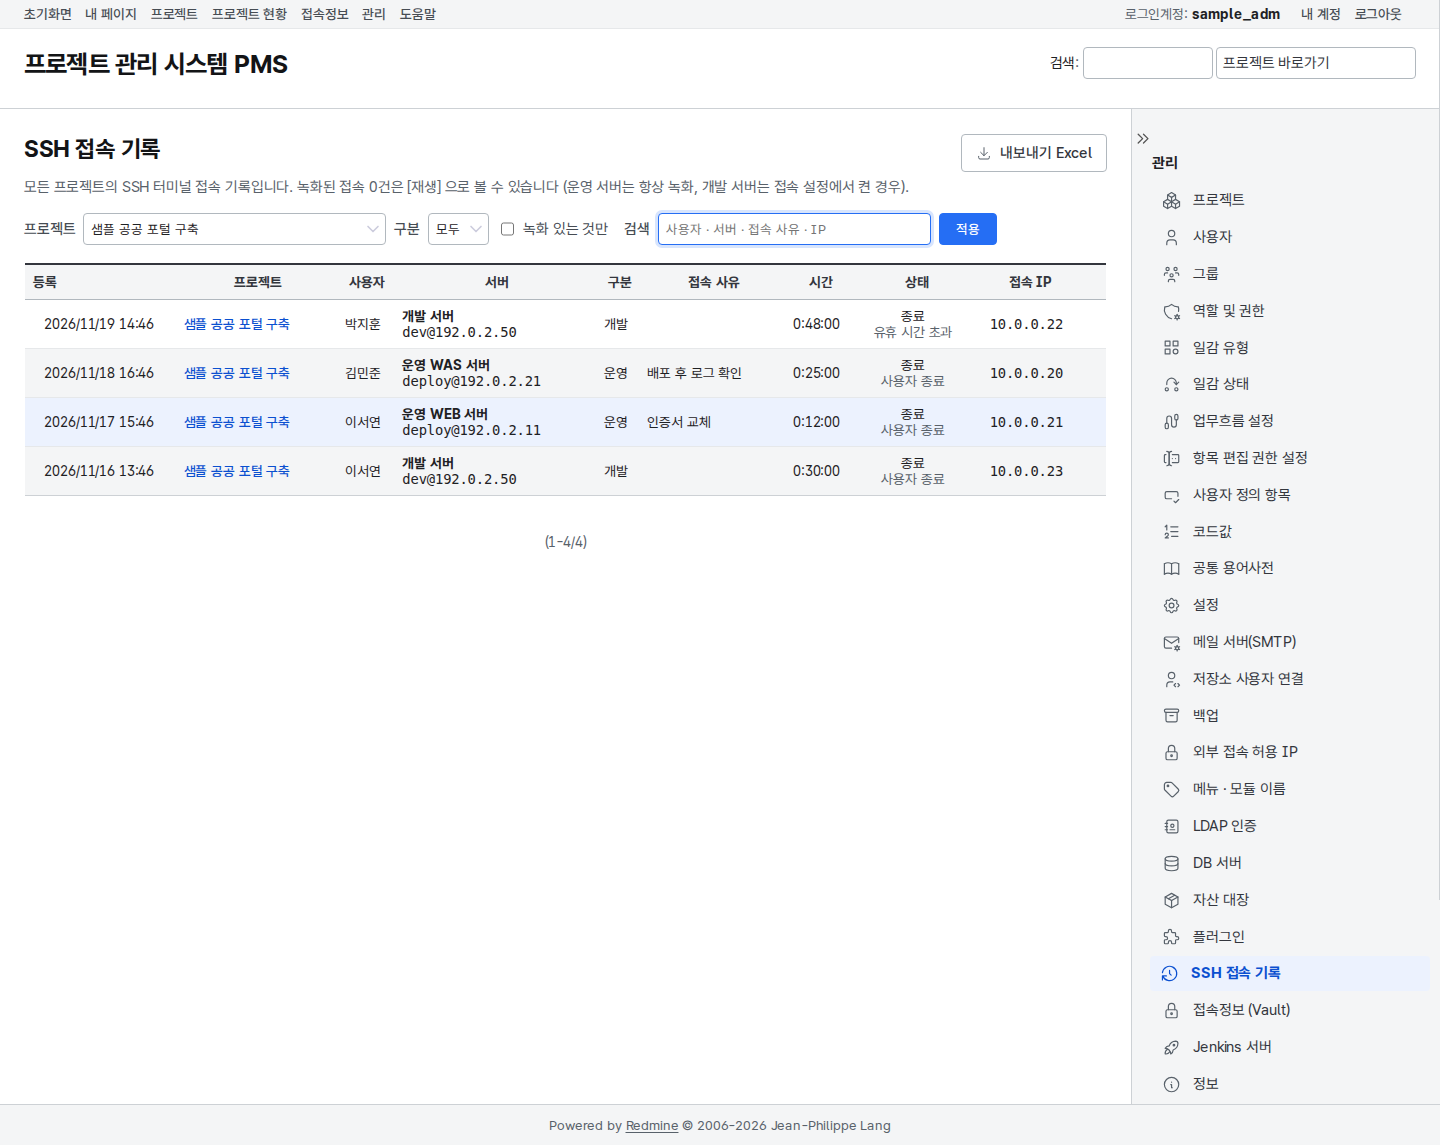 초기화면 내 페이지 프로젝트 프로젝트 현황 접속정보 관리 도움말 로그인계정: sample_adm 내 계정 로그아웃
프로젝트 관리 시스템 PMS 검색: 프로젝트 바로가기
SSH 접속 기록 내보내기 Excel
모든 프로젝트의 SSH 터미널 접속 기록입니다. 녹화된 접속 0건은 [재생] 으로 볼 수 있습니다 (운영 서버는 항상 녹화, 개발 서버는 접속 설정에서 켠 경우).
프로젝트 샘플 공공 포털 구축 구분 모두 녹화 있는 것만 검색 사용자 · 서버 · 접속 사유 · IP 적용
등록 프로젝트 사용자 서버 구분 접속 사유 시간 상태 접속 IP
2026/11/19 14:46 샘플 공공 포털 구축 박지훈 개발 서버 dev@192.0.2.50 개발 0:48:00 종료 유휴 시간 초과 10.0.0.22
2026/11/18 16:46 샘플 공공 포털 구축 김민준 운영 WAS 서버 deploy@192.0.2.21 운영 배포 후 로그 확인 0:25:00 종료 사용자 종료 10.0.0.20
2026/11/17 15:46 샘플 공공 포털 구축 이서연 운영 WEB 서버 deploy@192.0.2.11 운영 인증서 교체 0:12:00 종료 사용자 종료 10.0.0.21
2026/11/16 13:46 샘플 공공 포털 구축 이서연 개발 서버 dev@192.0.2.50 개발 0:30:00 종료 사용자 종료 10.0.0.23
(1-4/4)
관리
프로젝트
사용자
그룹
역할 및 권한
일감 유형
일감 상태
업무흐름 설정
항목 편집 권한 설정
사용자 정의 항목
코드값
공통 용어사전
설정
메일 서버(SMTP)
저장소 사용자 연결
백업
외부 접속 허용 IP
메뉴 · 모듈 이름
LDAP 인증
DB 서버
자산 대장
플러그인
SSH 접속 기록
접속정보 (Vault)
Jenkins 서버
정보
Powered by Redmine © 2006-2026 Jean-Philippe Lang